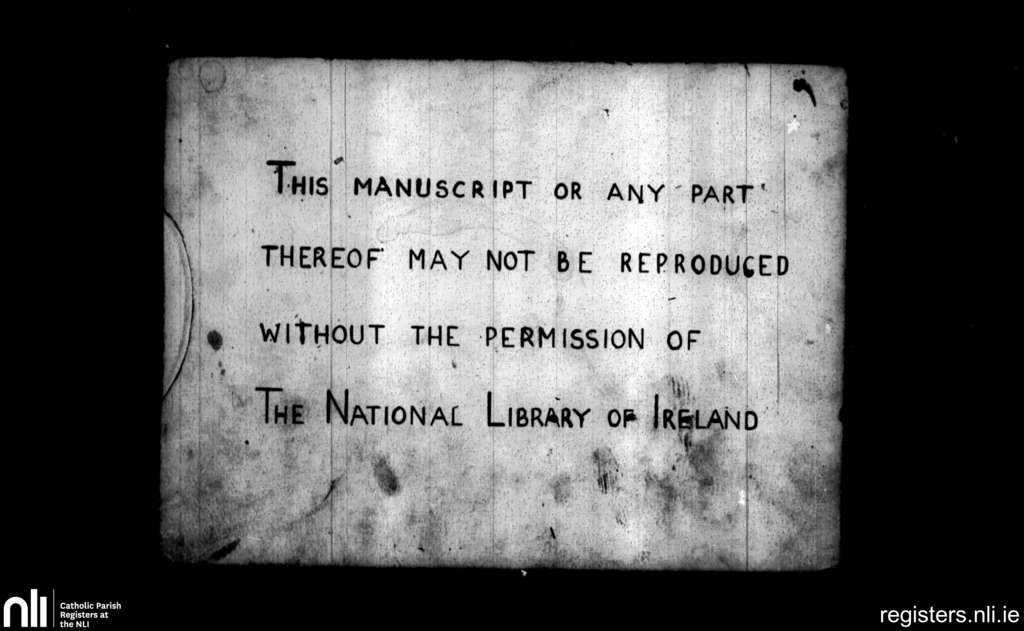 THIS MANUSCRIPT OR ANY PART
THEREOF MAY NOT BE REPRODUCED
WITHOUT THE PERMISSION OF
THE NATIONAL LIBRARY OF IRELAND
nli
Catholic Parish
Registers at
the NLI
registers.nli.ie